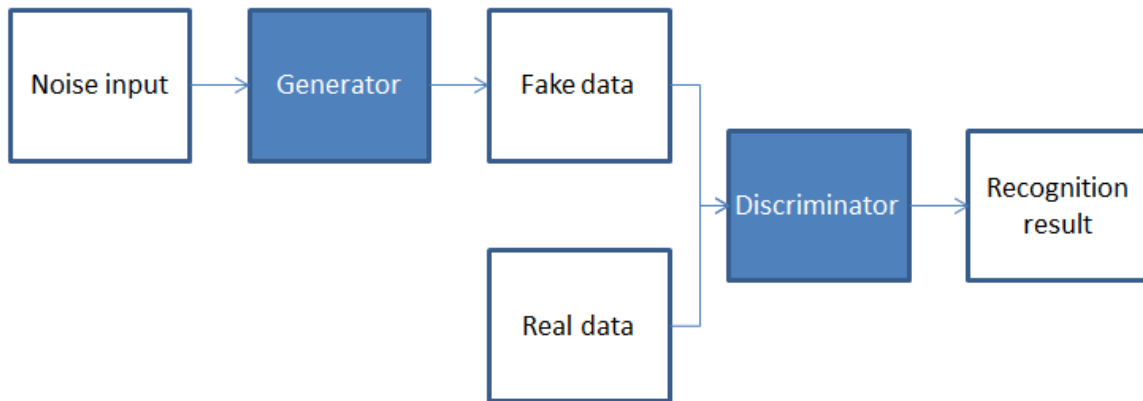 Noise input
Generator
Fake data
Discriminator
Recognition
result
Real data